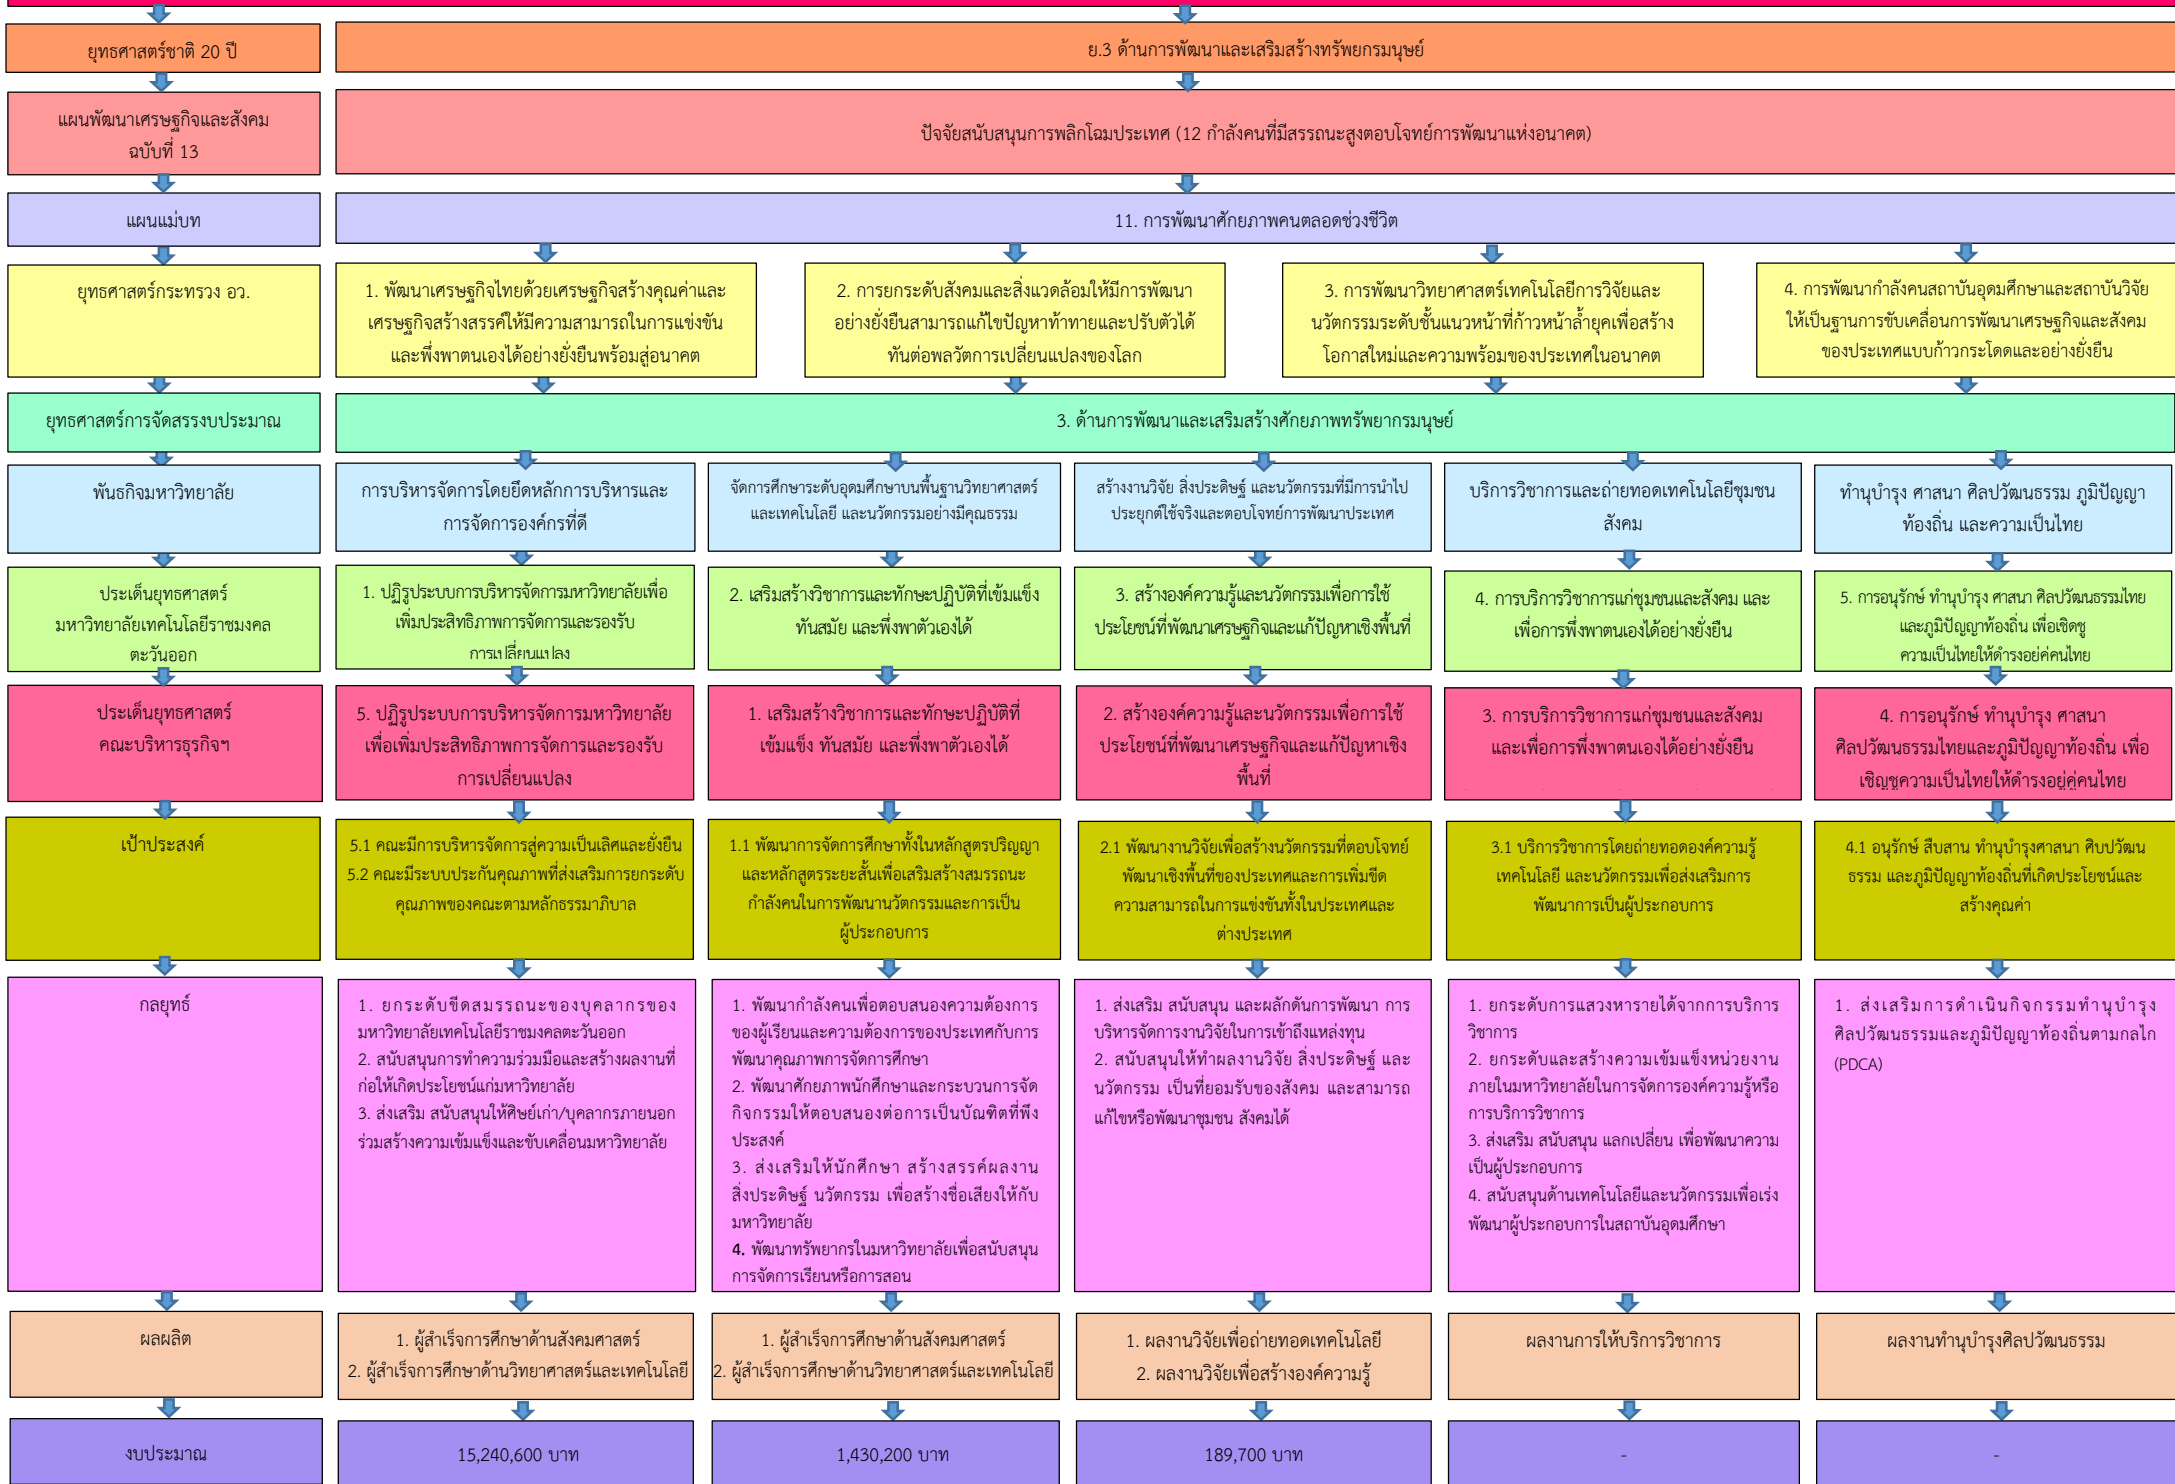 ยุทธศาสตร์ชาติ 20 ปี
ย.3 ด้านการพัฒนาและเสริมสร้างทรัพยกรมนุษย์
แผนพัฒนาเศรษฐกิจและสังคม
ฉบับที่ 13
ปัจจัยสนับสนุนการพลิกโฉมประเทศ (12 กำลังคนที่มีสรรถนะสูงตอบโจทย์การพัฒนาแห่งอนาคต)
แผนแม่บท
11. การพัฒนาศักยภาพคนตลอดช่วงชีวิต
ยุทธศาสตร์กระทรวง อว.
1. พัฒนาเศรษฐกิจไทยด้วยเศรษฐกิจสร้างคุณค่าและ
เศรษฐกิจสร้างสรรค์ให้มีความสามารถในการแข่งขัน
และพึ่งพาตนเองได้อย่างยั่งยืนพร้อมสู่อนาคต
2. การยกระดับสังคมและสิ่งแวดล้อมให้มีการพัฒนา
อย่างยั่งยืนสามารถแก้ไขปัญหาท้าทายและปรับตัวได้
ทันต่อพลวัตการเปลี่ยนแปลงของโลก
3. การพัฒนาวิทยาศาสตร์เทคโนโลยีการวิจัยและ
นวัตกรรมระดับชั้นแนวหน้าที่ก้าวหน้าล้ำยุคเพื่อสร้าง
โอกาสใหม่และความพร้อมของประเทศในอนาคต
4. การพัฒนากำลังคนสถาบันอุดมศึกษาและสถาบันวิจัย
ให้เป็นฐานการขับเคลื่อนการพัฒนาเศรษฐกิจและสังคม
ของประเทศแบบก้าวกระโดดและอย่างยั่งยืน
ยุทธศาสตร์การจัดสรรงบประมาณ
3. ด้านการพัฒนาและเสริมสร้างศักยภาพทรัพยากรมนุษย์
พันธกิจมหาวิทยาลัย
การบริหารจัดการโดยยึดหลักการบริหารและ
การจัดการองค์กรที่ดี
จัดการศึกษาระดับอุดมศึกษาบนพื้นฐานวิทยาศาสตร์
และเทคโนโลยี และนวัตกรรมอย่างมีคุณธรรม
สร้างงานวิจัย สิ่งประดิษฐ์ และนวัตกรรมที่มีการนำไป
ประยุกต์ใช้จริงและตอบโจทย์การพัฒนาประเทศ
บริการวิชาการและถ่ายทอดเทคโนโลยีชุมชน
สังคม
ทำนุบำรุง ศาสนา ศิลปวัฒนธรรม ภูมิปัญญา
ท้องถิ่น และความเป็นไทย
ประเด็นยุทธศาสตร์
มหาวิทยาลัยเทคโนโลยีราชมงคล
ตะวันออก
1. ปฏิรูประบบการบริหารจัดการมหาวิทยาลัยเพื่อ
เพิ่มประสิทธิภาพการจัดการและรองรับ
การเปลี่ยนแปลง
2. เสริมสร้างวิชาการและทักษะปฏิบัติที่เข้มแข็ง
ทันสมัย และพึ่งพาตัวเองได้
3. สร้างองค์ความรู้และนวัตกรรมเพื่อการใช้
ประโยชน์ที่พัฒนาเศรษฐกิจและแก้ปัญหาเชิงพื้นที่
4. การบริการวิชาการแก่ชุมชนและสังคม และ
เพื่อการพึ่งพาตนเองได้อย่างยั่งยืน
5. การอนุรักษ์ ทำนุบำรุง ศาสนา ศิลปวัฒนธรรมไทย
และภูมิปัญญาท้องถิ่น เพื่อเชิดชู
ความเป็นไทยให้ดำรงอยู่คู่คนไทย
ประเด็นยุทธศาสตร์
คณะบริหารธุรกิจฯ
5. ปฏิรูประบบการบริหารจัดการมหาวิทยาลัย
เพื่อเพิ่มประสิทธิภาพการจัดการและรองรับ
การเปลี่ยนแปลง
1. เสริมสร้างวิชาการและทักษะปฏิบัติที่
เข้มแข็ง ทันสมัย และพึ่งพาตัวเองได้
2. สร้างองค์ความรู้และนวัตกรรมเพื่อการใช้
ประโยชน์ที่พัฒนาเศรษฐกิจและแก้ปัญหาเชิง
พื้นที่
3. การบริการวิชาการแก่ชุมชนและสังคม
และเพื่อการพึ่งพาตนเองได้อย่างยั่งยืน
4. การอนุรักษ์ ทำนุบำรุง ศาสนา
ศิลปวัฒนธรรมไทยและภูมิปัญญาท้องถิ่น เพื่อ
เชิญชูความเป็นไทยให้ดำรงอยู่คู่คนไทย
เป้าประสงค์
5.1 คณะมีการบริหารจัดการสู่ความเป็นเลิศและยั่งยืน
5.2 คณะมีระบบประกันคุณภาพที่ส่งเสริมการยกระดับ
คุณภาพของคณะตามหลักธรรมาภิบาล
1.1 พัฒนาการจัดการศึกษาทั้งในหลักสูตรปริญญา
และหลักสูตรระยะสั้นเพื่อเสริมสร้างสมรรถนะ
กำลังคนในการพัฒนานวัตกรรมและการเป็น
ผู้ประกอบการ
2.1 พัฒนางานวิจัยเพื่อสร้างนวัตกรรมที่ตอบโจทย์
พัฒนาเชิงพื้นที่ของประเทศและการเพิ่มขีด
ความสามารถในการแข่งขันทั้งในประเทศและ
ต่างประเทศ
3.1 บริการวิชาการโดยถ่ายทอดองค์ความรู้
เทคโนโลยี และนวัตกรรมเพื่อส่งเสริมการ
พัฒนาการเป็นผู้ประกอบการ
4.1 อนุรักษ์ สืบสาน ทำนุบำรุงศาสนา ศิบปวัฒน
ธรรม และภูมิปัญญาท้องถิ่นที่เกิดประโยชน์และ
สร้างคุณค่า
กลยุทธ์
1. ยกระดับขีดสมรรถนะของบุคลากรของ
มหาวิทยาลัยเทคโนโลยีราชมงคลตะวันออก
2. สนับสนุนการทำความร่วมมือและสร้างผลงานที่
ก่อให้เกิดประโยชน์แก่มหาวิทยาลัย
3. ส่งเสริม สนับสนุนให้ศิษย์เก่า/บุคลากรภายนอก
ร่วมสร้างความเข้มแข็งและขับเคลื่อนมหาวิทยาลัย
1. พัฒนากำลังคนเพื่อตอบสนองความต้องการ
ของผู้เรียนและความต้องการของประเทศกับการ
พัฒนาคุณภาพการจัดการศึกษา
2. พัฒนาศักยภาพนักศึกษาและกระบวนการจัด
กิจกรรมให้ตอบสนองต่อการเป็นบัณฑิตที่พึง
ประสงค์
3. ส่งเสริมให้นักศึกษา สร้างสรรค์ผลงาน
สิ่งประดิษฐ์ นวัตกรรม เพื่อสร้างชื่อเสียงให้กับ
มหาวิทยาลัย
4. พัฒนาทรัพยากรในมหาวิทยาลัยเพื่อสนับสนุน
การจัดการเรียนหรือการสอน
1. ส่งเสริม สนับสนุน และผลักดันการพัฒนา การ
บริหารจัดการงานวิจัยในการเข้าถึงแหล่งทุน
2. สนับสนุนให้ทำผลงานวิจัย สิ่งประดิษฐ์ และ
นวัตกรรม เป็นที่ยอมรับของสังคม และสามารถ
แก้ไขหรือพัฒนาชุมชน สังคมได้
1. ยกระดับการแสวงหารายได้จากการบริการ
วิชาการ
2. ยกระดับและสร้างความเข้มแข็งหน่วยงาน
ภายในมหาวิทยาลัยในการจัดการองค์ความรู้หรือ
การบริการวิชาการ
3. ส่งเสริม สนับสนุน แลกเปลี่ยน เพื่อพัฒนาความ
เป็นผู้ประกอบการ
4. สนับสนุนด้านเทคโนโลยีและนวัตกรรมเพื่อเร่ง
พัฒนาผู้ประกอบการในสถาบันอุดมศึกษา
1. ส่งเสริมการดำเนินกิจกรรมทำนุบำรุง
ศิลปวัฒนธรรมและภูมิปัญญาท้องถิ่นตามกลไก
(PDCA)
ผลผลิต
1. ผู้สำเร็จการศึกษาด้านสังคมศาสตร์
2. ผู้สำเร็จการศึกษาด้านวิทยาศาสตร์และเทคโนโลยี
1. ผู้สำเร็จการศึกษาด้านสังคมศาสตร์
2. ผู้สำเร็จการศึกษาด้านวิทยาศาสตร์และเทคโนโลยี
1. ผลงานวิจัยเพื่อถ่ายทอดเทคโนโลยี
2. ผลงานวิจัยเพื่อสร้างองค์ความรู้
ผลงานการให้บริการวิชาการ
ผลงานทำนุบำรุงศิลปวัฒนธรรม
งบประมาณ
15,240,600 บาท
1,430,200 บาท
189,700 บาท
-
-